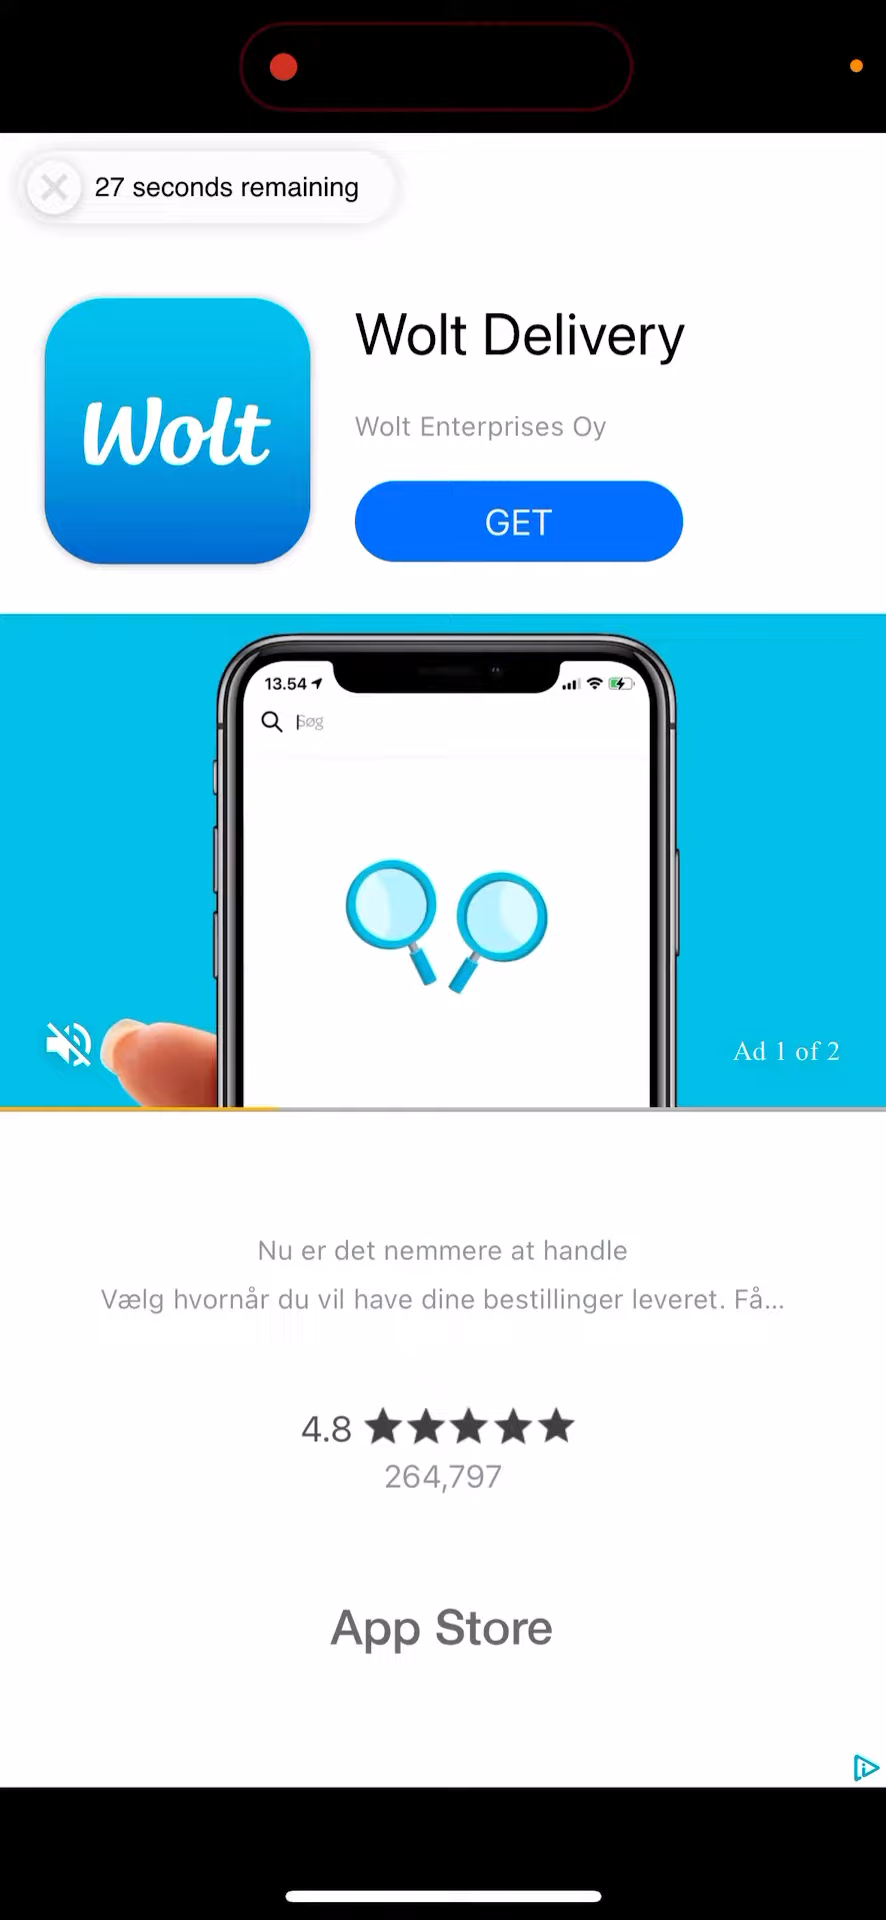 27 seconds remaining
Wolt
Wolt Delivery
Wolt Enterprises Oy
GET
13.54
Søg
Ad 1 of 2
Nu er det nemmere at handle
Vælg hvornår du vil have dine bestillinger leveret. Få...
4.8
264,797
App Store